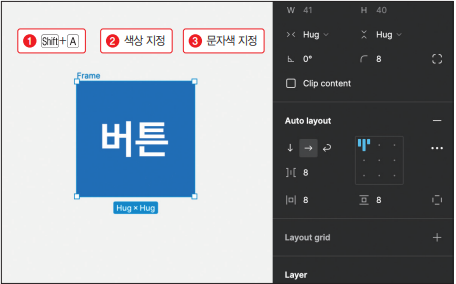 1 Shift+A 2 색상 지정 3 문자색 지정
Frame
버튼
Hug × Hug
W 41 H 40
Hug Hug
0° 8
Clip content
Auto layout
8
8 8
Layout grid
Layer